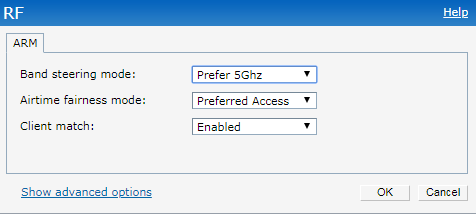 RF Help
ARM
Band steering mode: Prefer 5Ghz
Airtime fairness mode: Preferred Access
Client match: Enabled
Show advanced options OK Cancel